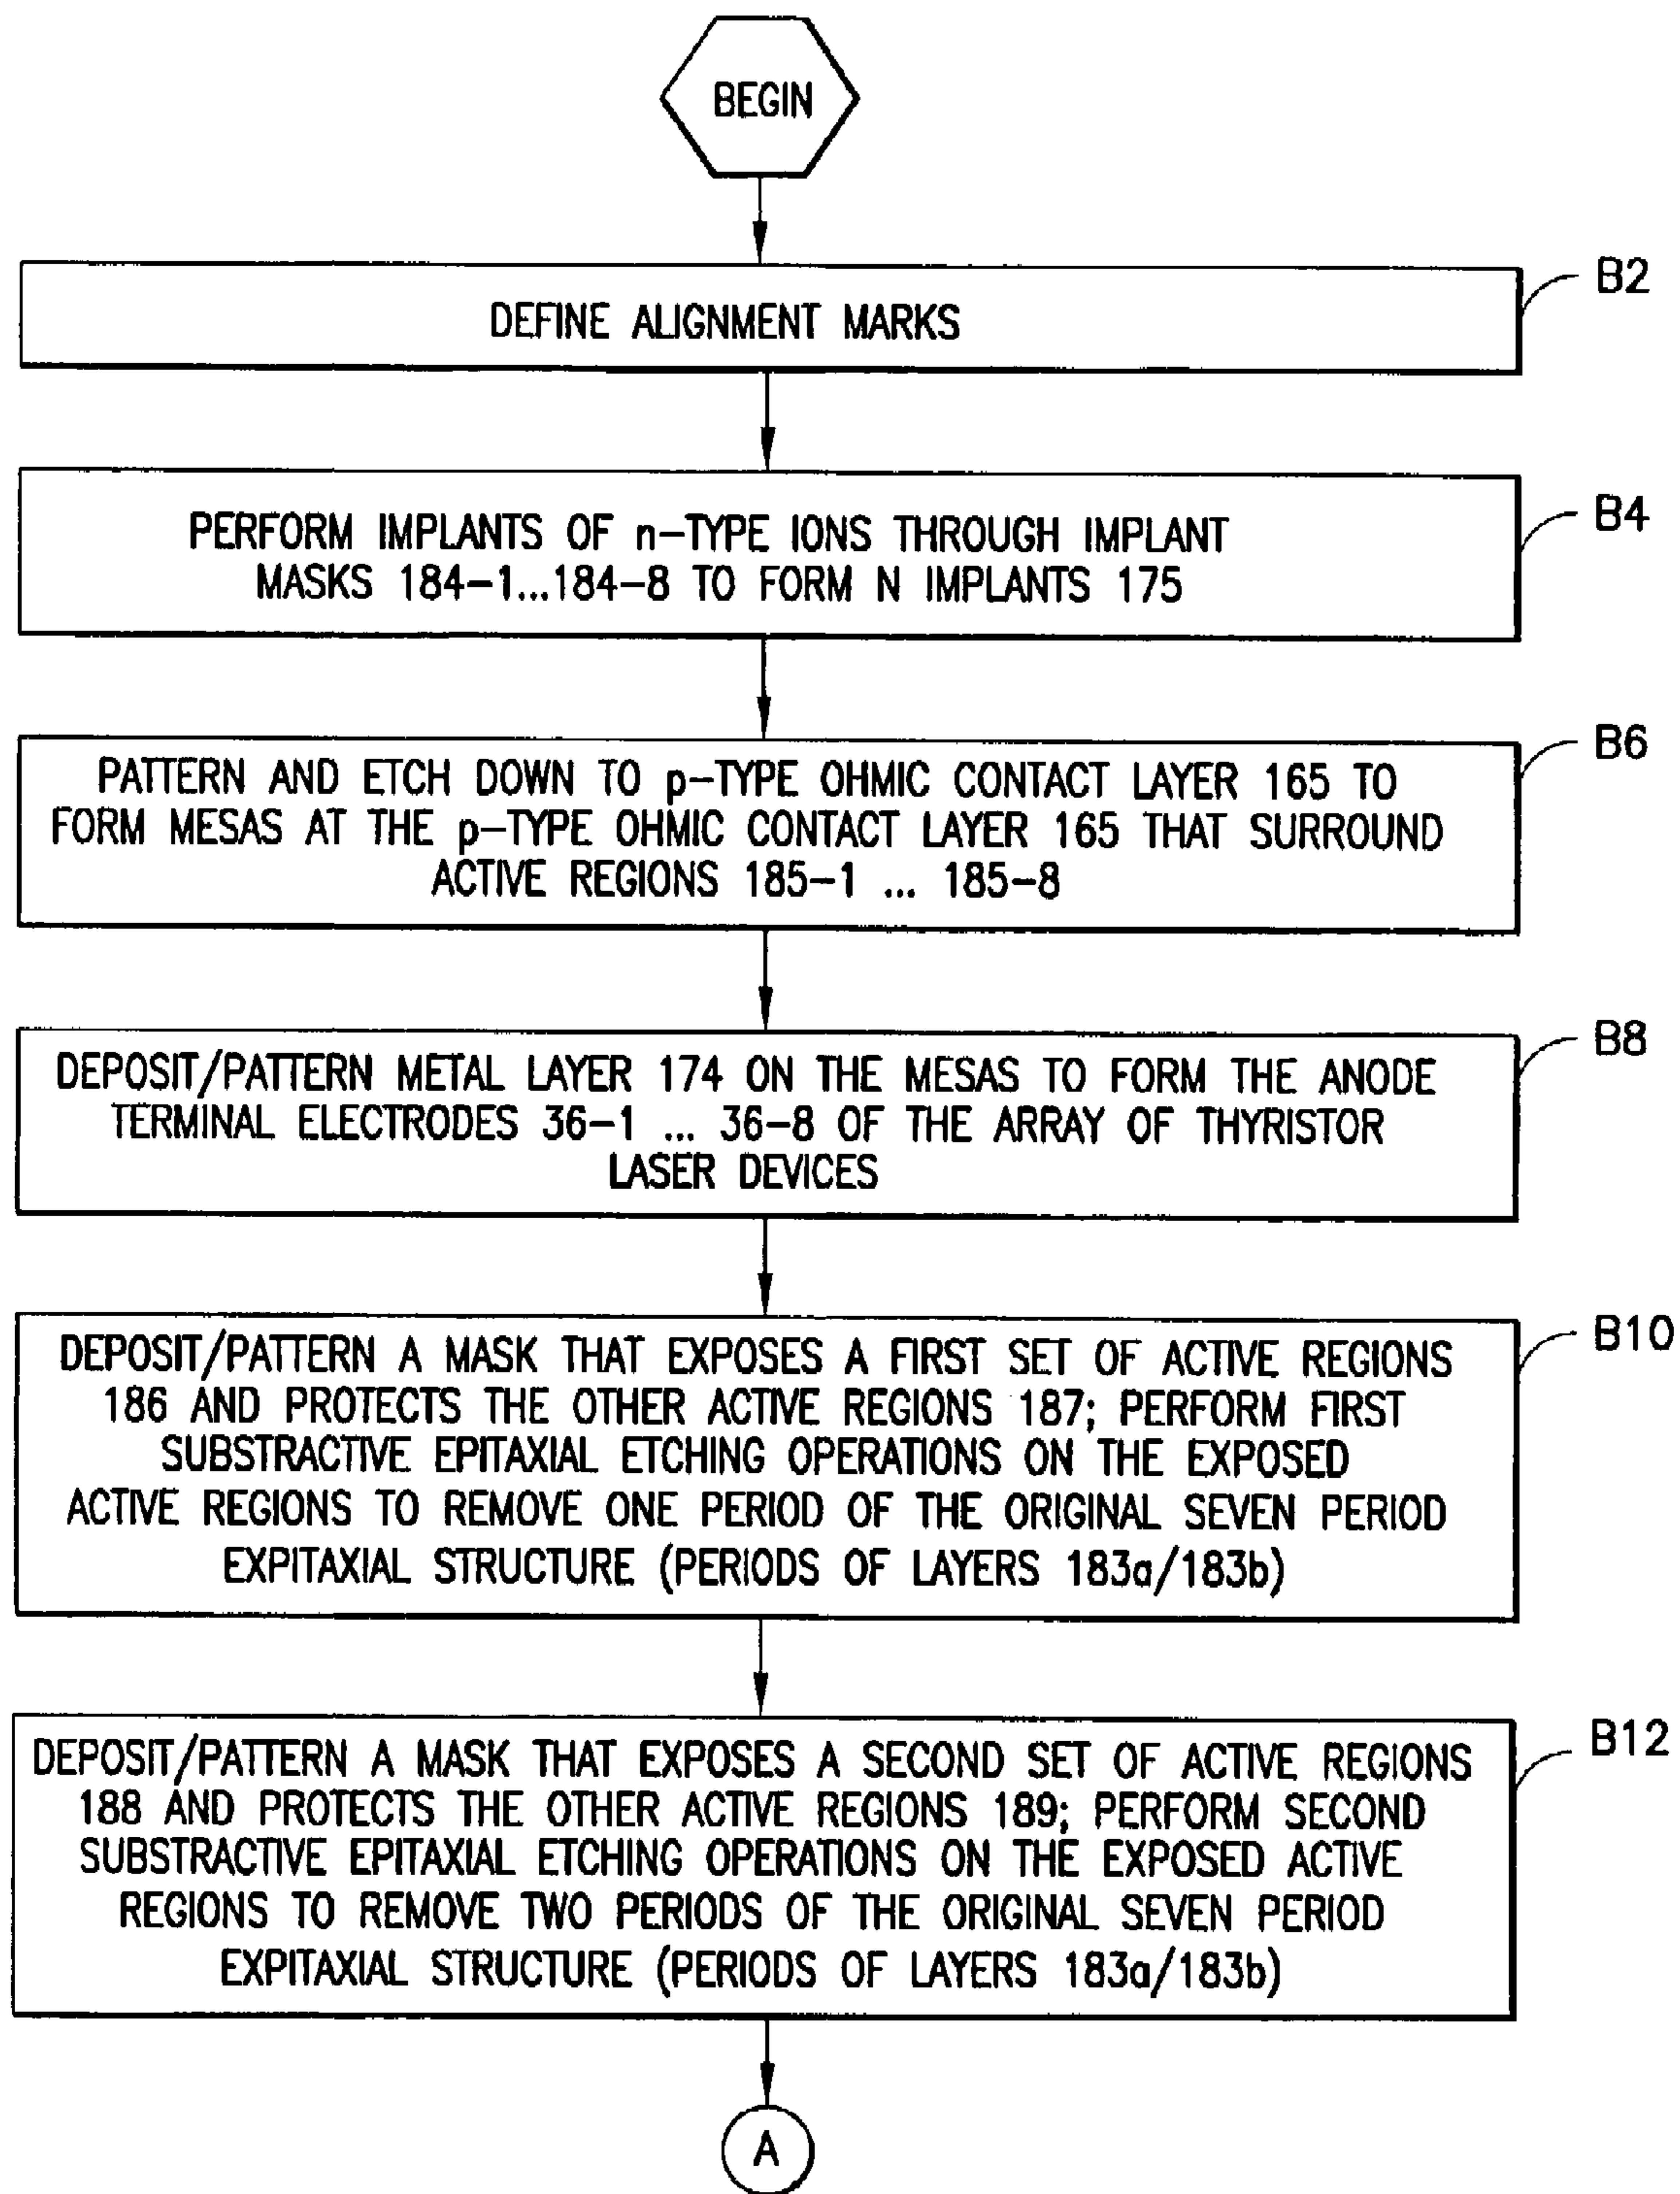 BEGIN
DEFINE ALIGNMENT MARKS
B2
PERFORM IMPLANTS OF n-TYPE IONS THROUGH IMPLANT
MASKS 184-1...184-8 TO FORM N IMPLANTS 175
B4
PATTERN AND ETCH DOWN TO p-TYPE OHMIC CONTACT LAYER 165 TO
FORM MESAS AT THE p-TYPE OHMIC CONTACT LAYER 165 THAT SURROUND
ACTIVE REGIONS 185-1 ... 185-8
B6
DEPOSIT/PATTERN METAL LAYER 174 ON THE MESAS TO FORM THE ANODE
TERMINAL ELECTRODES 36-1 ... 36-8 OF THE ARRAY OF THYRISTOR
LASER DEVICES
B8
DEPOSIT/PATTERN A MASK THAT EXPOSES A FIRST SET OF ACTIVE REGIONS
186 AND PROTECTS THE OTHER ACTIVE REGIONS 187; PERFORM FIRST
SUBSTRACTIVE EPITAXIAL ETCHING OPERATIONS ON THE EXPOSED
ACTIVE REGIONS TO REMOVE ONE PERIOD OF THE ORIGINAL SEVEN PERIOD
EXPITAXIAL STRUCTURE (PERIODS OF LAYERS 183a/183b)
B10
DEPOSIT/PATTERN A MASK THAT EXPOSES A SECOND SET OF ACTIVE REGIONS
188 AND PROTECTS THE OTHER ACTIVE REGIONS 189; PERFORM SECOND
SUBSTRACTIVE EPITAXIAL ETCHING OPERATIONS ON THE EXPOSED ACTIVE
REGIONS TO REMOVE TWO PERIODS OF THE ORIGINAL SEVEN PERIOD
EXPITAXIAL STRUCTURE (PERIODS OF LAYERS 183a/183b)
B12
A